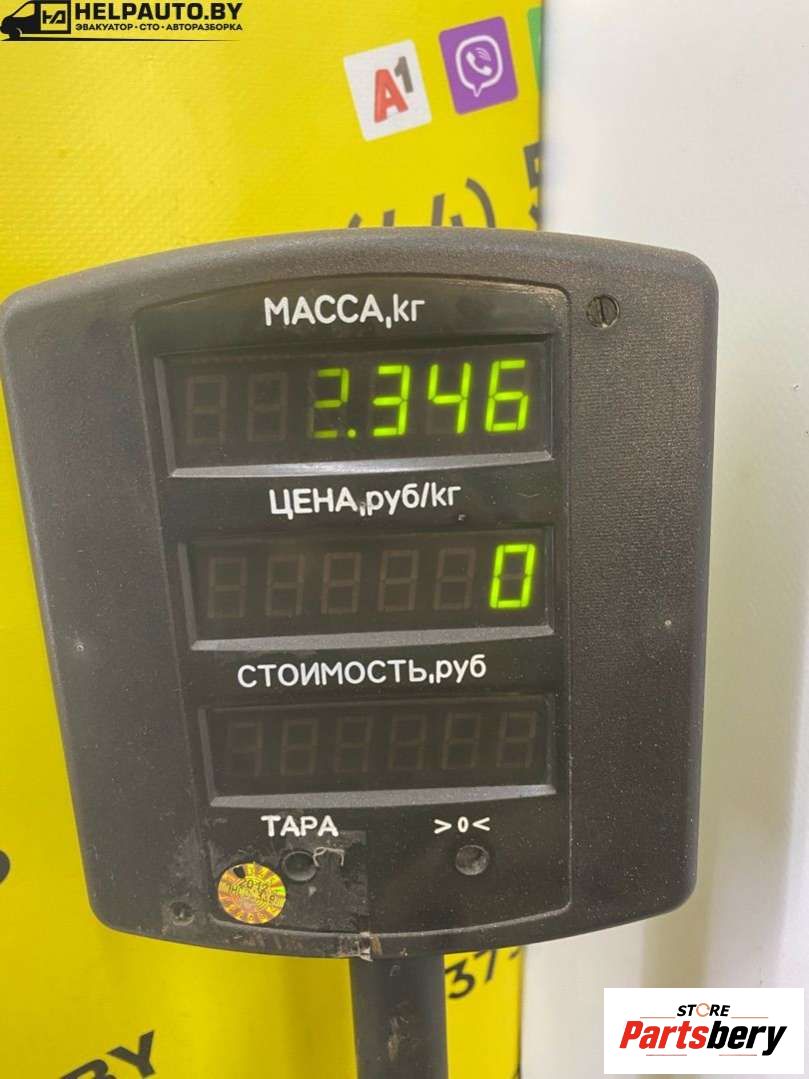 HELPAUTO.BY
ЭВАКУАТОР • СТО • АВТОРАЗБОРКА
A1
МАССА,кг
2.346
ЦЕНА,руб/кг
0
СТОИМОСТЬ,руб
ТАРА
>0<
BY
STORE
Partsbery